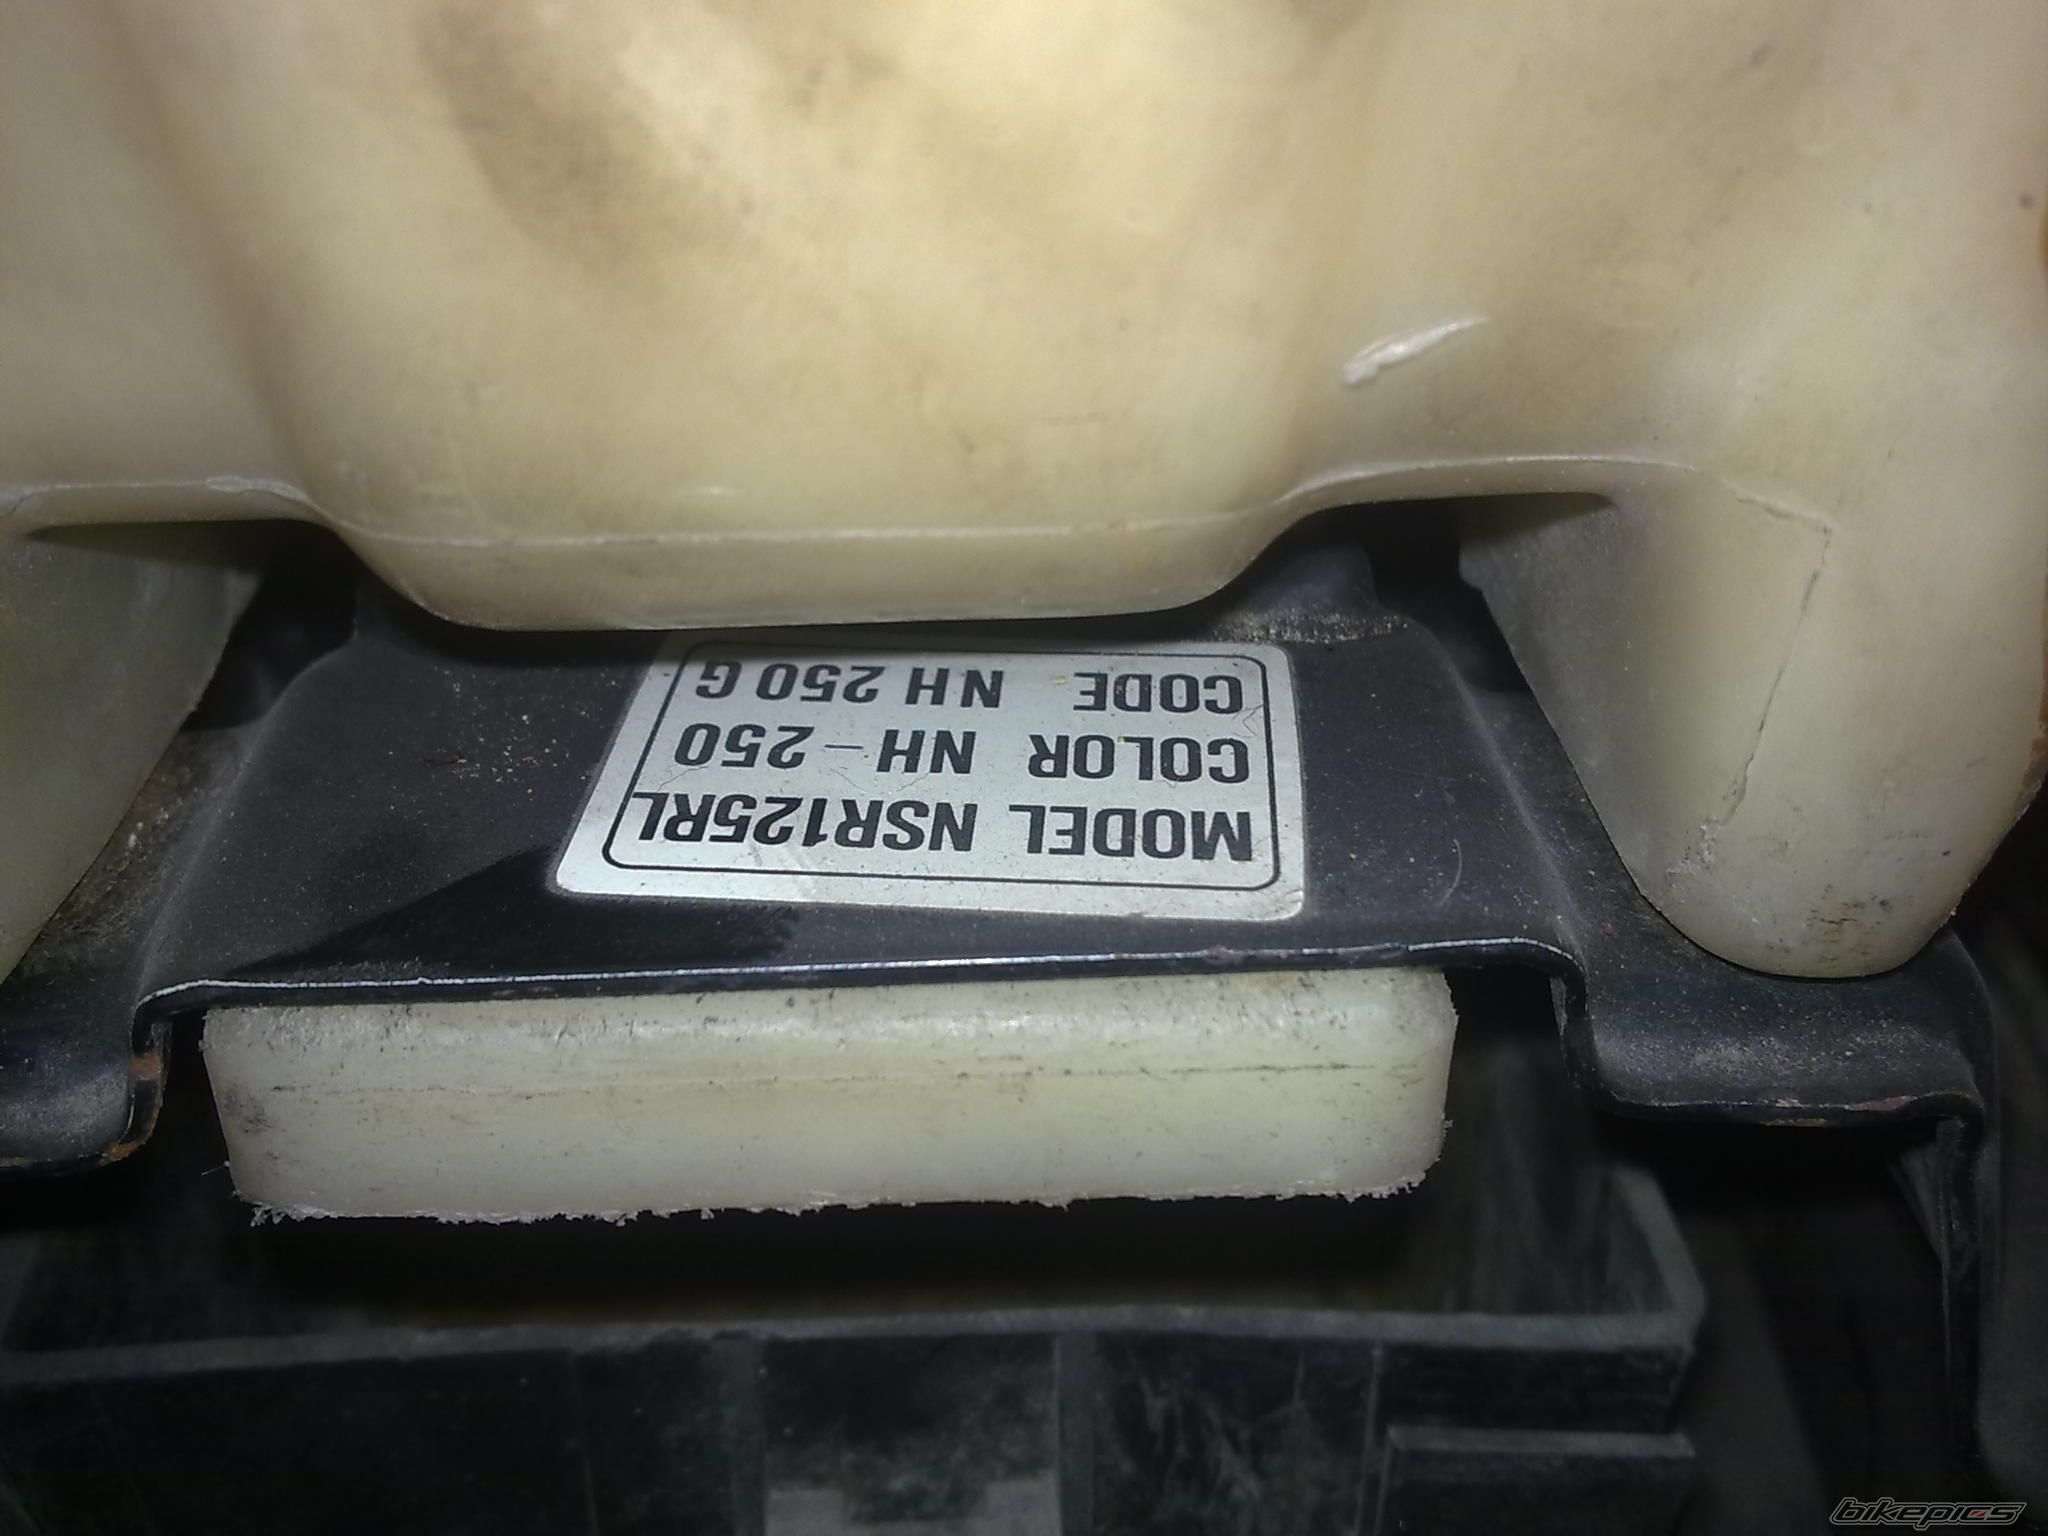 MODEL NSR125RL
COLOR NH-250
CODE NH 250 G
bikepics